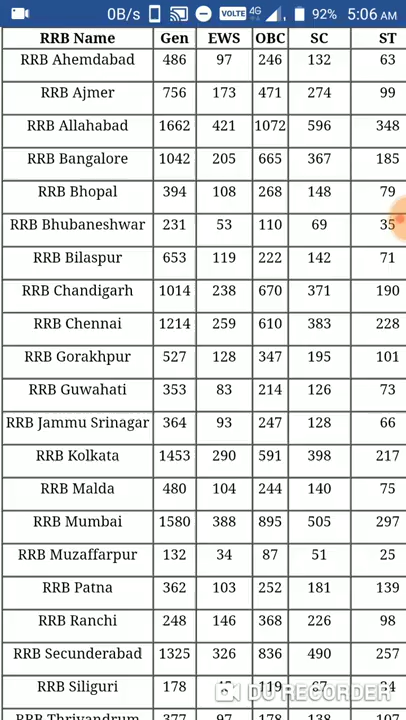 0B/s VOLTE 4G 92% 5:06 AM
RRB Name Gen EWS OBC SC ST
RRB Ahemdabad 486 97 246 132 63
RRB Ajmer 756 173 471 274 99
RRB Allahabad 1662 421 1072 596 348
RRB Bangalore 1042 205 665 367 185
RRB Bhopal 394 108 268 148 79
RRB Bhubaneshwar 231 53 110 69 35
RRB Bilaspur 653 119 222 142 71
RRB Chandigarh 1014 238 670 371 190
RRB Chennai 1214 259 610 383 228
RRB Gorakhpur 527 128 347 195 101
RRB Guwahati 353 83 214 126 73
RRB Jammu Srinagar 364 93 247 128 66
RRB Kolkata 1453 290 591 398 217
RRB Malda 480 104 244 140 75
RRB Mumbai 1580 388 895 505 297
RRB Muzaffarpur 132 34 87 51 25
RRB Patna 362 103 252 181 139
RRB Ranchi 248 146 368 226 98
RRB Secunderabad 1325 326 836 490 257
RRB Siliguri 178 119 67
DU RECORDER
RRB Thrivandrum 377 97 178 138 107